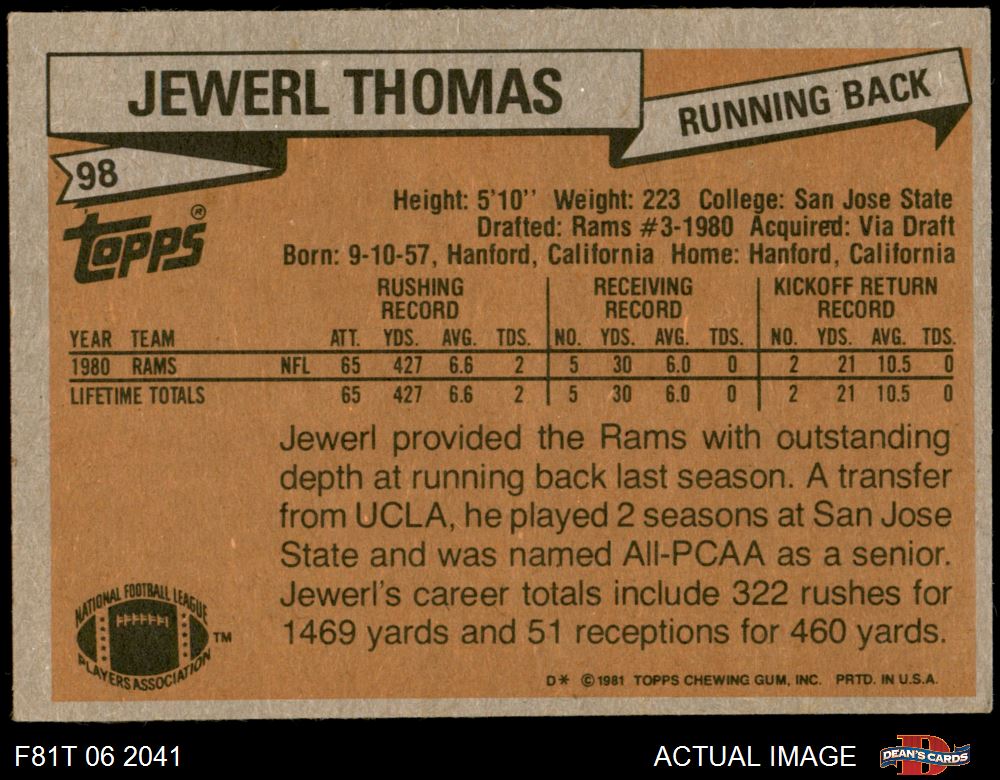 JEWERL THOMAS
RUNNING BACK
98
TOPPS®
Height: 5'10'' Weight: 223 College: San Jose State
Drafted: Rams #3-1980 Acquired: Via Draft
Born: 9-10-57, Hanford, California Home: Hanford, California
RUSHING RECORD RECEIVING RECORD KICKOFF RETURN RECORD
YEAR TEAM ATT. YDS. AVG. TDS. NO. YDS. AVG. TDS. NO. YDS. AVG. TDS.
1980 RAMS NFL 65 427 6.6 2 5 30 6.0 0 2 21 10.5 0
LIFETIME TOTALS 65 427 6.6 2 5 30 6.0 0 2 21 10.5 0
Jewerl provided the Rams with outstanding
depth at running back last season. A transfer
from UCLA, he played 2 seasons at San Jose
State and was named All-PCAA as a senior.
Jewerl's career totals include 322 rushes for
1469 yards and 51 receptions for 460 yards.
NATIONAL FOOTBALL LEAGUE
PLAYERS ASSOCIATION
TM
D* ©1981 TOPPS CHEWING GUM, INC. PRTD. IN U.S.A.
F81T 06 2041
ACTUAL IMAGE
DEAN'S CARDS